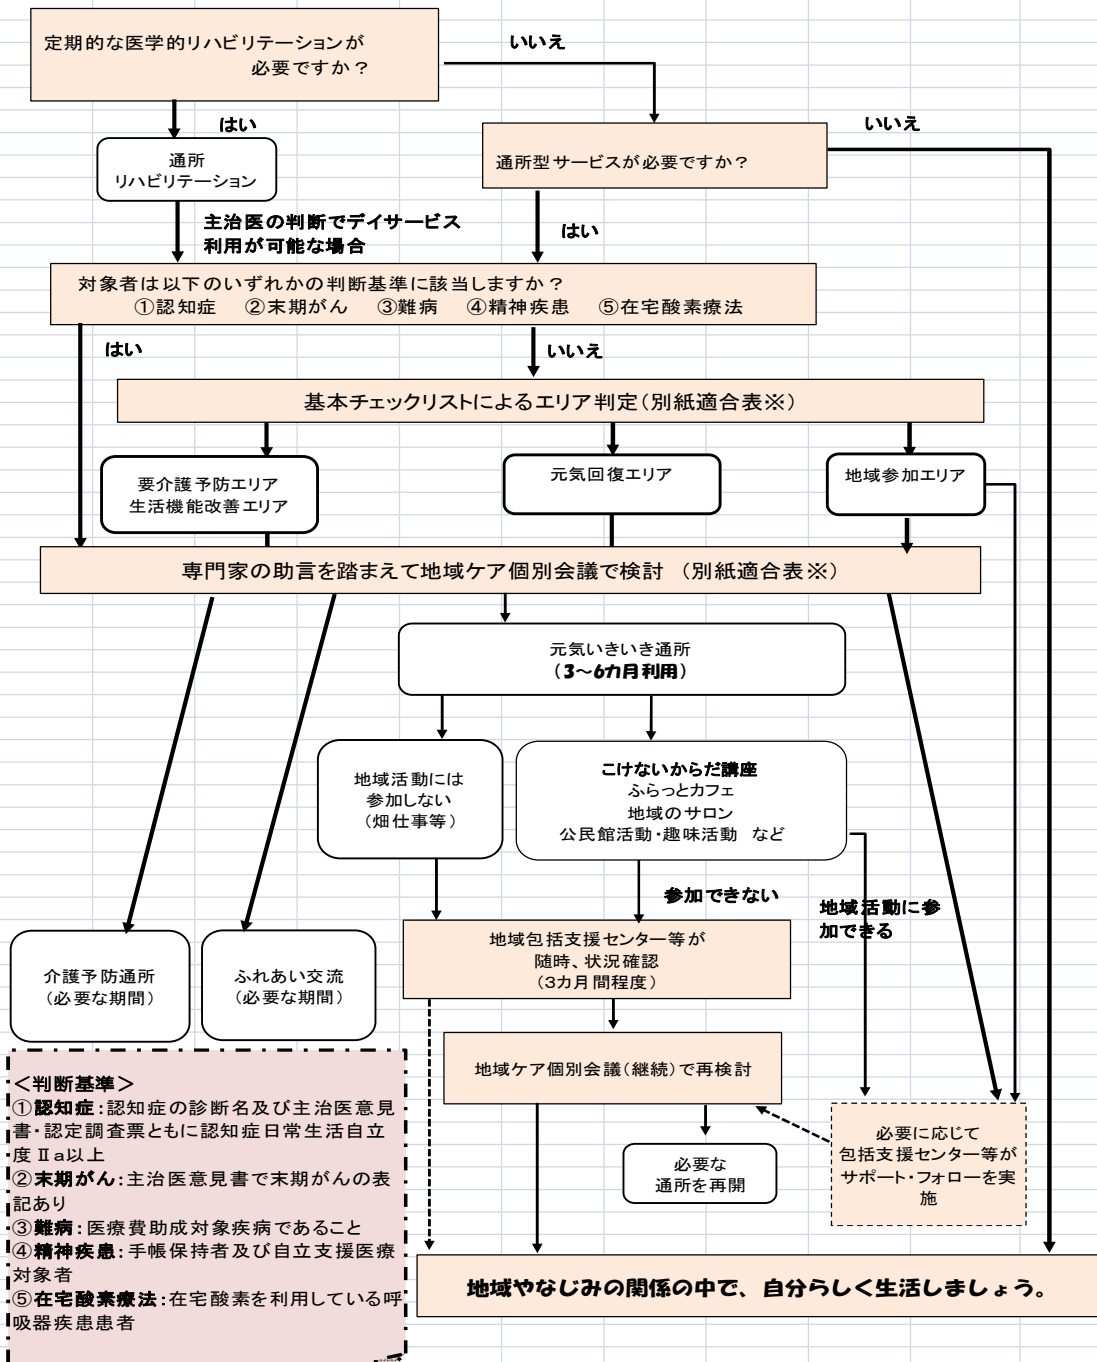 定期的な医学的リハビリテーションが
必要ですか？
いいえ
はい
いいえ
通所
リハビリテーション
通所型サービスが必要ですか？
主治医の判断でデイサービス
利用が可能な場合
はい
対象者は以下のいずれかの判断基準に該当しますか？
①認知症　②末期がん　③難病　④精神疾患　⑤在宅酸素療法
はい
いいえ
基本チェックリストによるエリア判定（別紙適合表※）
要介護予防エリア
生活機能改善エリア
元気回復エリア
地域参加エリア
専門家の助言を踏まえて地域ケア個別会議で検討　（別紙適合表※）
元気いきいき通所
（3～6カ月利用）
地域活動には
参加しない
（畑仕事等）
こけないからだ講座
ふらっとカフェ
地域のサロン
公民館活動・趣味活動　など
参加できない
地域活動に参
加できる
地域包括支援センター等が
随時、状況確認
（3カ月間程度）
介護予防通所
（必要な期間）
ふれあい交流
（必要な期間）
地域ケア個別会議（継続）で再検討
必要な
通所を再開
必要に応じて
包括支援センター等が
サポート・フォローを実
施
＜判断基準＞
①認知症：認知症の診断名及び主治医意見
書・認定調査票ともに認知症日常生活自立
度Ⅱa以上
②末期がん：主治医意見書で末期がんの表
記あり
③難病：医療費助成対象疾病であること
④精神疾患：手帳保持者及び自立支援医療
対象者
⑤在宅酸素療法：在宅酸素を利用している呼
吸器疾患患者
地域やなじみの関係の中で、自分らしく生活しましょう。